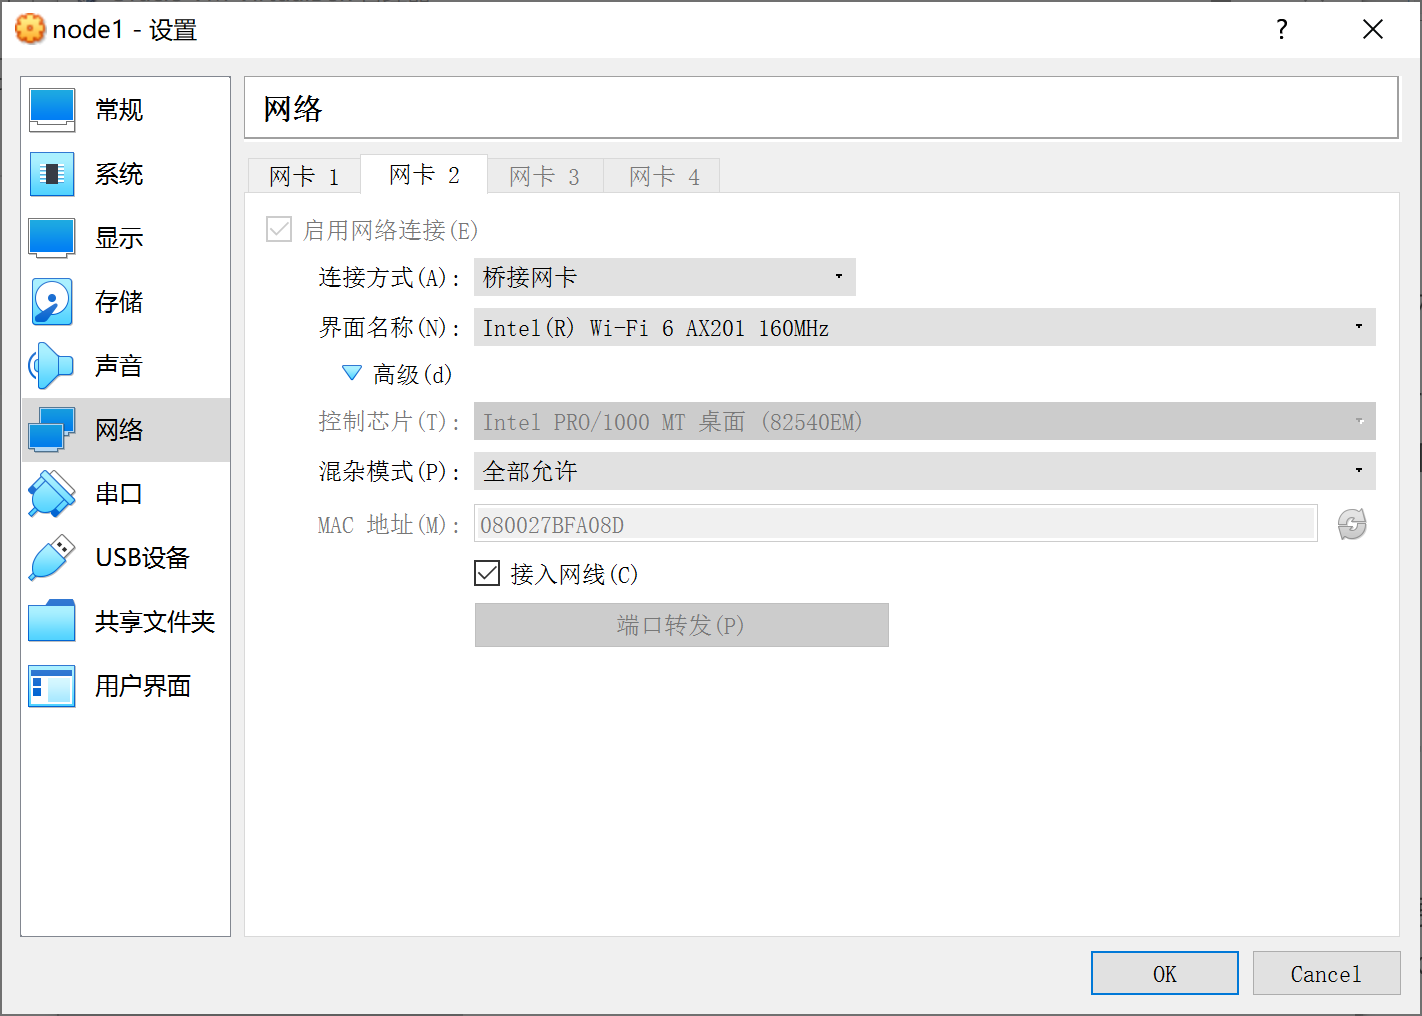 node1 - 设置
?
常规
系统
显示
存储
声音
网络
串口
USB设备
共享文件夹
用户界面
网络
网卡 1
网卡 2
网卡 3
网卡 4
启用网络连接(E)
连接方式(A): 桥接网卡
界面名称(N): Intel(R) Wi-Fi 6 AX201 160MHz
高级(d)
控制芯片(T): Intel PRO/1000 MT 桌面 (82540EM)
混杂模式(P): 全部允许
MAC 地址(M): 080027BFA08D
接入网线(C)
端口转发(P)
OK
Cancel